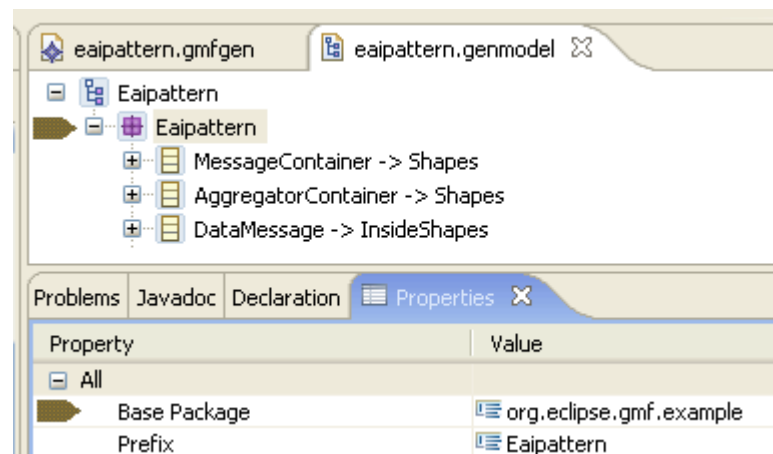 eaipattern.gmfgen eaipattern.genmodel
Eaipattern
Eaipattern
MessageContainer -> Shapes
AggregatorContainer -> Shapes
DataMessage -> InsideShapes
Problems Javadoc Declaration Properties
Property Value
All
Base Package org.eclipse.gmf.example
Prefix Eaipattern